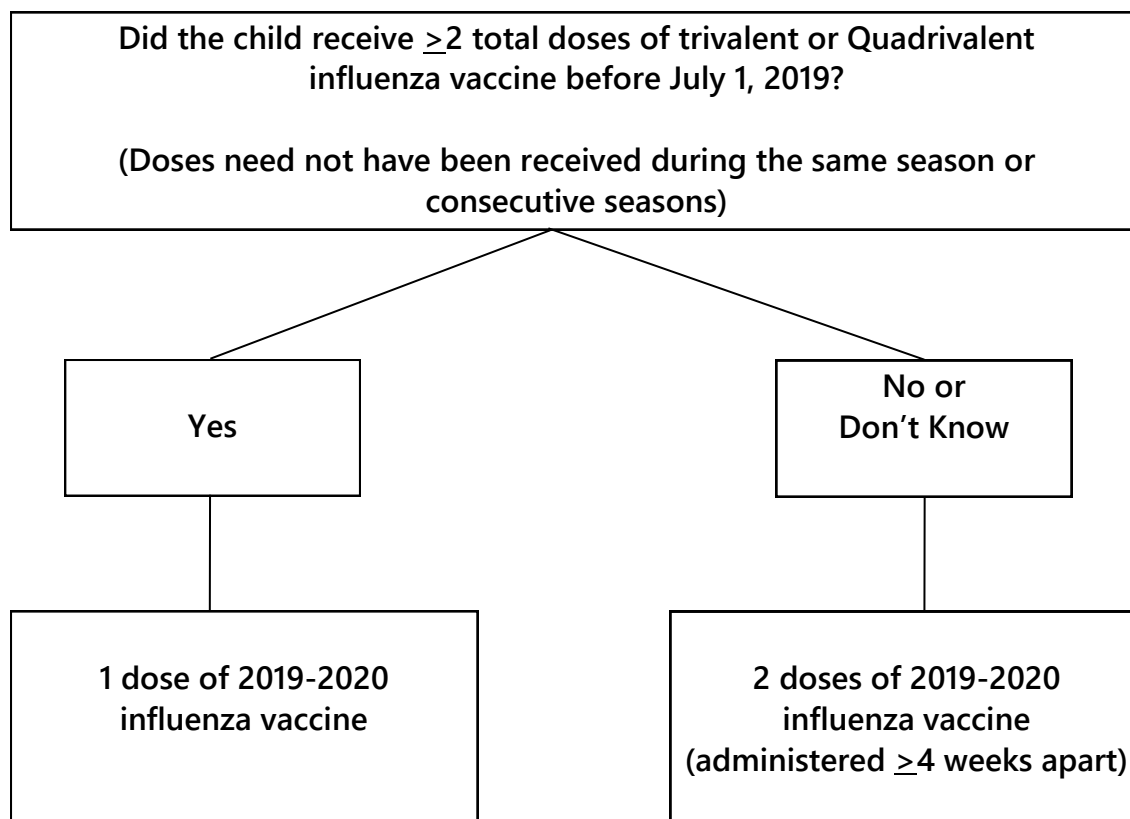 Did the child receive ≥2 total doses of trivalent or Quadrivalent
influenza vaccine before July 1, 2019?
(Doses need not have been received during the same season or
consecutive seasons)
Yes
No or
Don’t Know
1 dose of 2019-2020
influenza vaccine
2 doses of 2019-2020
influenza vaccine
(administered ≥4 weeks apart)